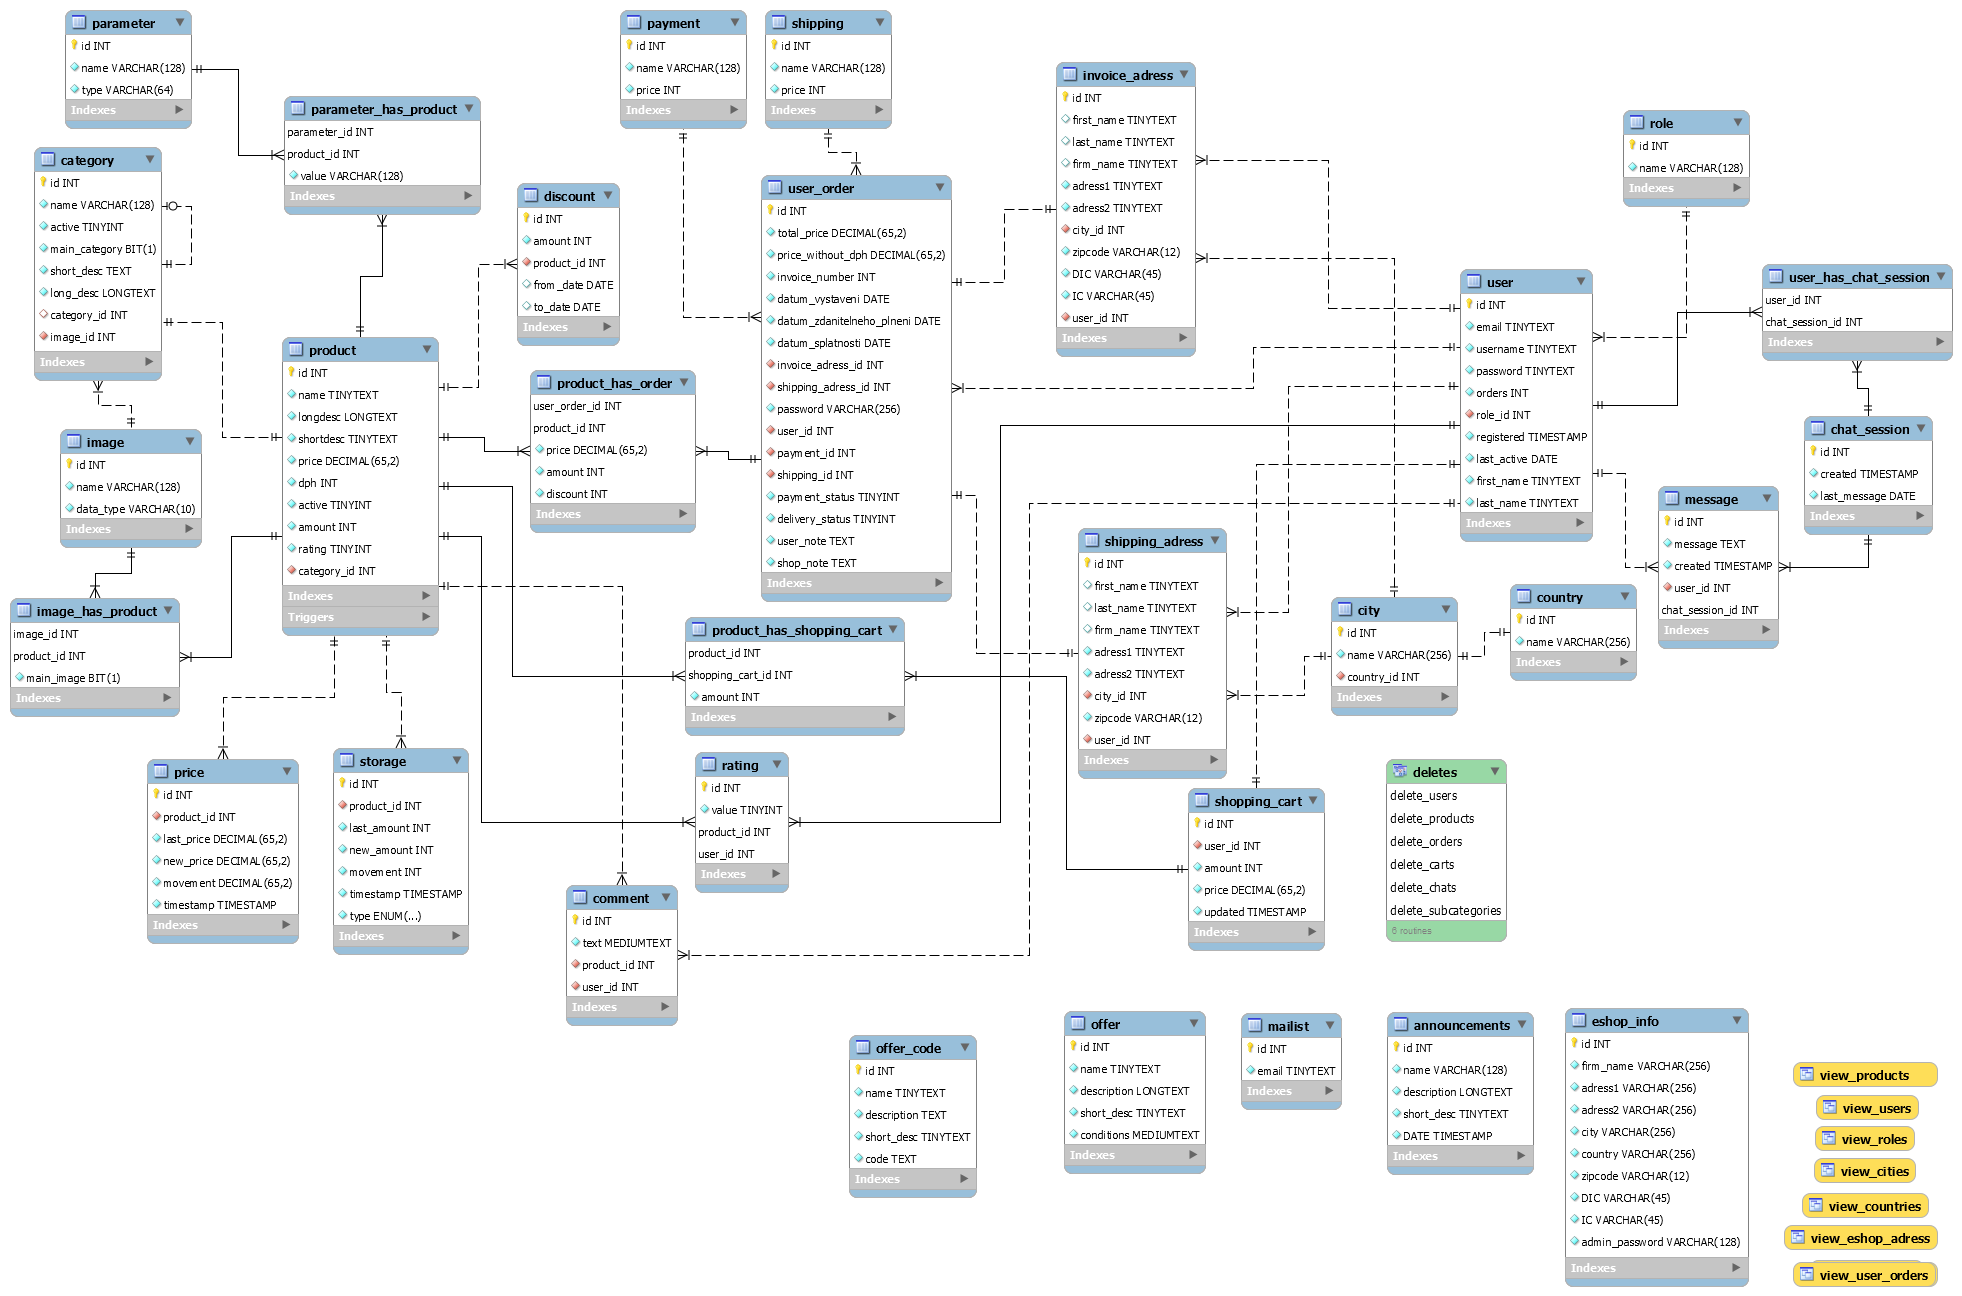 parameter
id INT
name VARCHAR(128)
type VARCHAR(64)
Indexes
parameter_has_product
parameter_id INT
product_id INT
value VARCHAR(128)
Indexes
payment
id INT
name VARCHAR(128)
price INT
Indexes
shipping
id INT
name VARCHAR(128)
price INT
Indexes
invoice_adress
id INT
first_name TINYTEXT
last_name TINYTEXT
firm_name TINYTEXT
adress1 TINYTEXT
adress2 TINYTEXT
city_id INT
zipcode VARCHAR(12)
DIC VARCHAR(45)
IC VARCHAR(45)
user_id INT
Indexes
role
id INT
name VARCHAR(128)
Indexes
category
id INT
name VARCHAR(128)
active TINYINT
main_category BIT(1)
short_desc TEXT
long_desc LONGTEXT
category_id INT
image_id INT
Indexes
discount
id INT
amount INT
product_id INT
from_date DATE
to_date DATE
Indexes
user_order
id INT
total_price DECIMAL(65,2)
price_without_dph DECIMAL(65,2)
invoice_number INT
datum_vystaveni DATE
datum_zdanitelneho_plneni DATE
datum_splatnosti DATE
invoice_adress_id INT
shipping_adress_id INT
password VARCHAR(256)
user_id INT
payment_id INT
shipping_id INT
payment_status TINYINT
delivery_status TINYINT
user_note TEXT
shop_note TEXT
Indexes
user
id INT
email TINYTEXT
username TINYTEXT
password TINYTEXT
orders INT
role_id INT
registered TIMESTAMP
last_active DATE
first_name TINYTEXT
last_name TINYTEXT
Indexes
user_has_chat_session
user_id INT
chat_session_id INT
Indexes
product
id INT
name TINYTEXT
longdesc LONGTEXT
shortdesc TINYTEXT
price DECIMAL(65,2)
dph INT
active TINYINT
amount INT
rating TINYINT
category_id INT
Indexes
Triggers
product_has_order
user_order_id INT
product_id INT
price DECIMAL(65,2)
amount INT
discount INT
Indexes
image
id INT
name VARCHAR(128)
data_type VARCHAR(10)
Indexes
chat_session
id INT
created TIMESTAMP
last_message DATE
Indexes
message
id INT
message TEXT
created TIMESTAMP
user_id INT
chat_session_id INT
Indexes
shipping_adress
id INT
first_name TINYTEXT
last_name TINYTEXT
firm_name TINYTEXT
adress1 TINYTEXT
adress2 TINYTEXT
city_id INT
zipcode VARCHAR(12)
user_id INT
Indexes
city
id INT
name VARCHAR(256)
country_id INT
Indexes
country
id INT
name VARCHAR(256)
Indexes
image_has_product
image_id INT
product_id INT
main_image BIT(1)
Indexes
product_has_shopping_cart
product_id INT
shopping_cart_id INT
amount INT
Indexes
price
id INT
product_id INT
last_price DECIMAL(65,2)
new_price DECIMAL(65,2)
movement DECIMAL(65,2)
timestamp TIMESTAMP
Indexes
storage
id INT
product_id INT
last_amount INT
new_amount INT
movement INT
timestamp TIMESTAMP
type ENUM(...)
Indexes
rating
id INT
value TINYINT
product_id INT
user_id INT
Indexes
shopping_cart
id INT
user_id INT
amount INT
price DECIMAL(65,2)
updated TIMESTAMP
Indexes
deletes
delete_users
delete_products
delete_orders
delete_carts
delete_chats
delete_subcategories
6 routines
comment
id INT
text MEDIUMTEXT
product_id INT
user_id INT
Indexes
offer_code
id INT
name TINYTEXT
description TEXT
short_desc TINYTEXT
code TEXT
Indexes
offer
id INT
name TINYTEXT
description LONGTEXT
short_desc TINYTEXT
conditions MEDIUMTEXT
Indexes
mailist
id INT
email TINYTEXT
Indexes
announcements
id INT
name VARCHAR(128)
description LONGTEXT
short_desc TINYTEXT
DATE TIMESTAMP
Indexes
eshop_info
id INT
firm_name VARCHAR(256)
adress1 VARCHAR(256)
adress2 VARCHAR(256)
city VARCHAR(256)
country VARCHAR(256)
zipcode VARCHAR(12)
DIC VARCHAR(45)
IC VARCHAR(45)
admin_password VARCHAR(128)
Indexes
view_products
view_users
view_roles
view_cities
view_countries
view_eshop_adress
view_user_orders